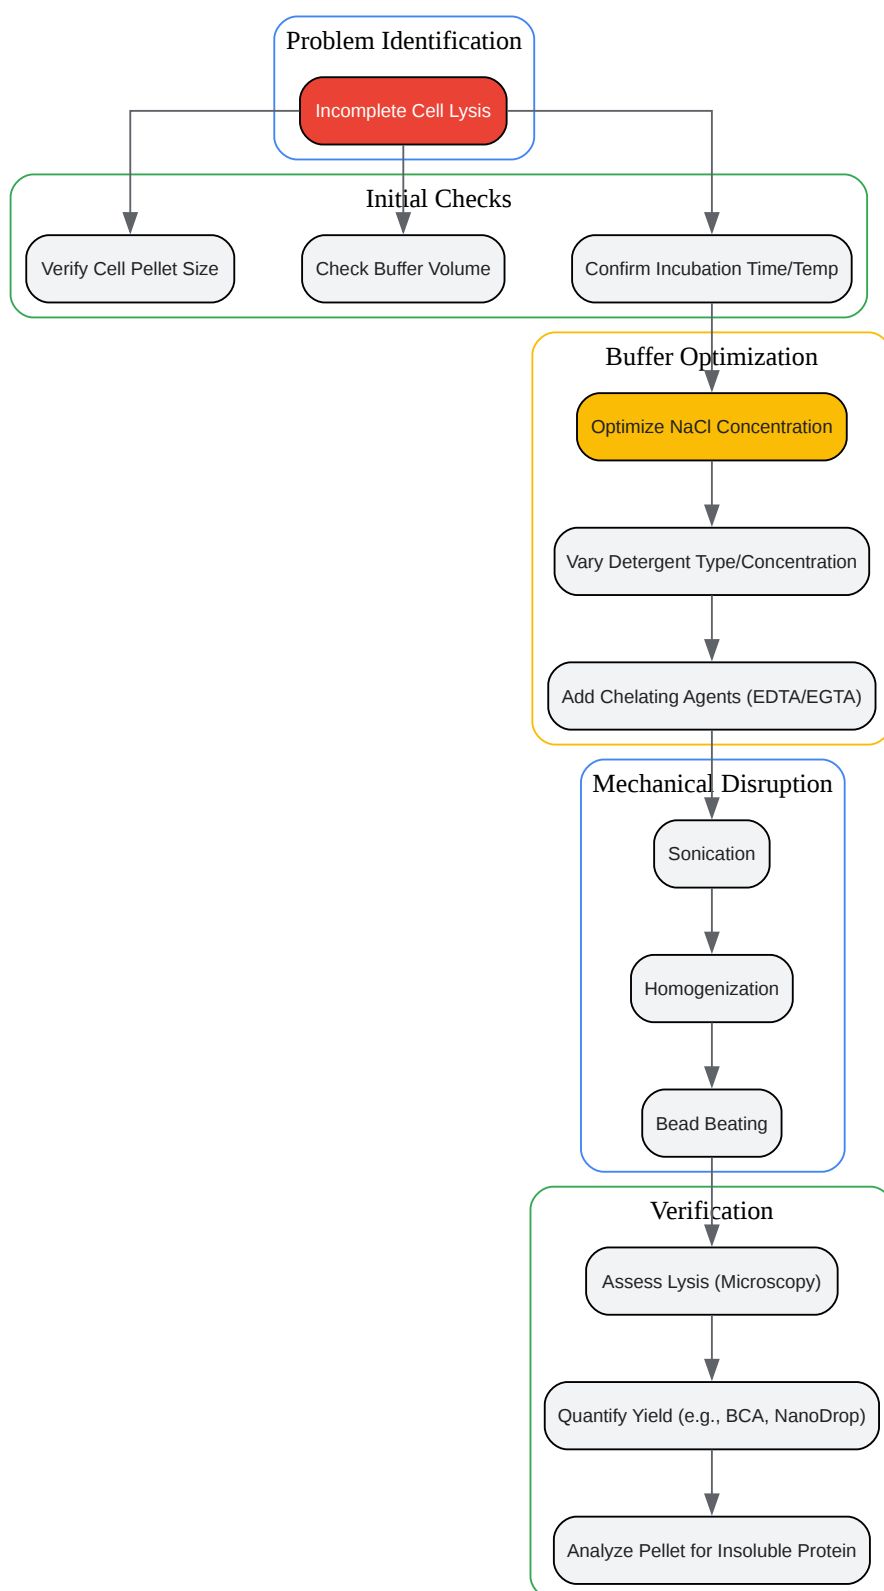 Problem Identification
Incomplete Cell Lysis
Initial Checks
Verify Cell Pellet Size
Check Buffer Volume
Confirm Incubation Time/Temp
Buffer Optimization
Optimize NaCl Concentration
Vary Detergent Type/Concentration
Add Chelating Agents (EDTA/EGTA)
Mechanical Disruption
Sonication
Homogenization
Bead Beating
Verification
Assess Lysis (Microscopy)
Quantify Yield (e.g., BCA, NanoDrop)
Analyze Pellet for Insoluble Protein